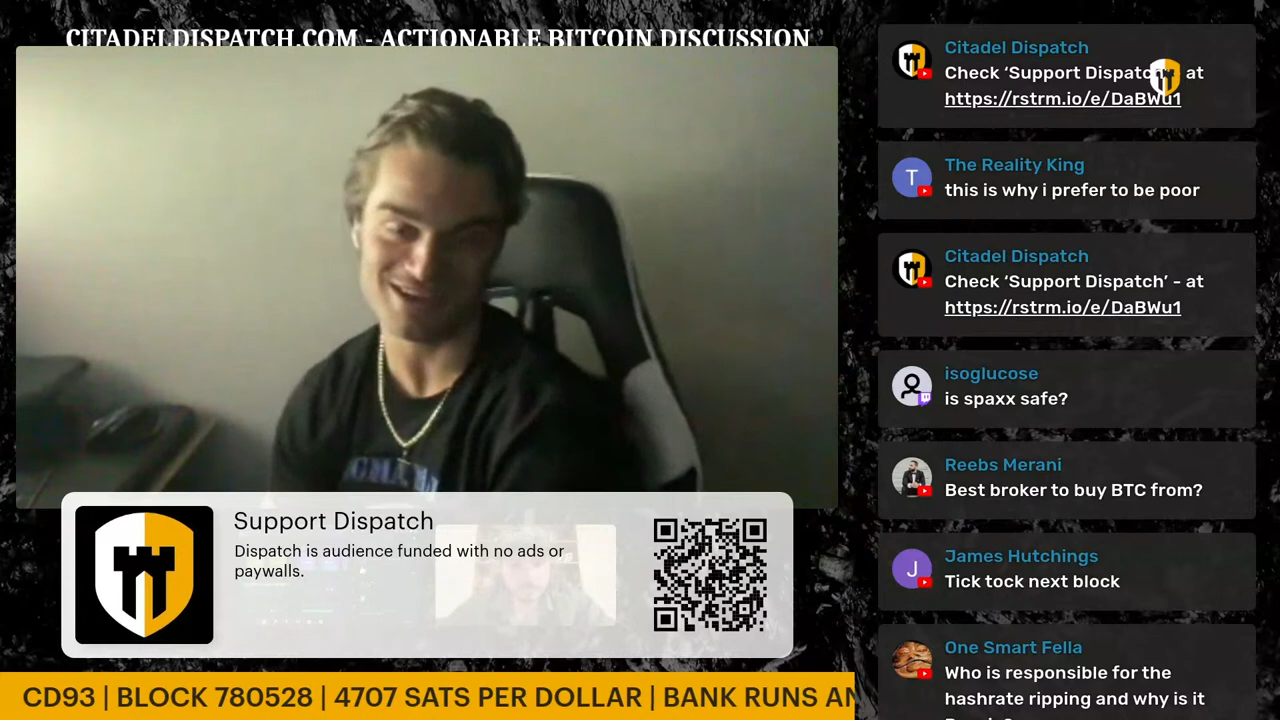 CITADELDISPATCH.COM - ACTIONABLE BITCOIN DISCUSSION
Support Dispatch
Dispatch is audience funded with no ads or
paywalls.
CD93 | BLOCK 780528 | 4707 SATS PER DOLLAR | BANK RUNS
Citadel Dispatch
Check ‘Support Dispatch’ - at
https://rstrm.io/e/DaBWu1
The Reality King
T
this is why i prefer to be poor
Citadel Dispatch
Check ‘Support Dispatch’ - at
https://rstrm.io/e/DaBWu1
isoglucose
is spaxx safe?
Reebs Merani
Best broker to buy BTC from?
James Hutchings
J
Tick tock next block
One Smart Fella
Who is responsible for the
hashrate ripping and why is it